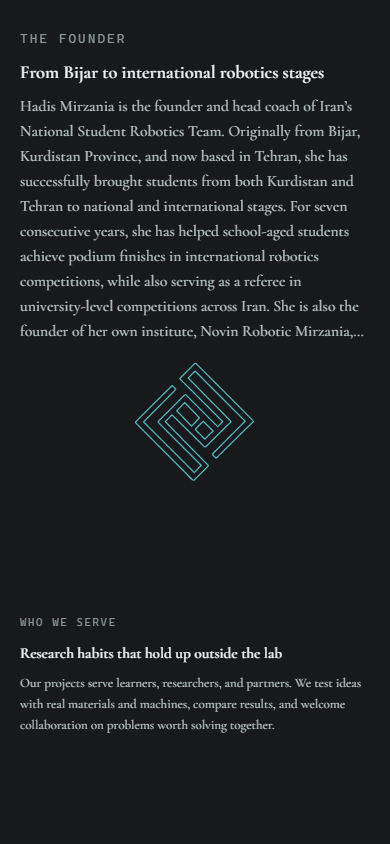 THE FOUNDER
From Bijar to international robotics stages
Hadis Mirzania is the founder and head coach of Iran's
National Student Robotics Team. Originally from Bijar,
Kurdistan Province, and now based in Tehran, she has
successfully brought students from both Kurdistan and
Tehran to national and international stages. For seven
consecutive years, she has helped school-aged students
achieve podium finishes in international robotics
competitions, while also serving as a referee in
university-level competitions across Iran. She is also the
founder of her own institute, Novin Robotic Mirzania,...
WHO WE SERVE
Research habits that hold up outside the lab
Our projects serve learners, researchers, and partners. We test ideas
with real materials and machines, compare results, and welcome
collaboration on problems worth solving together.